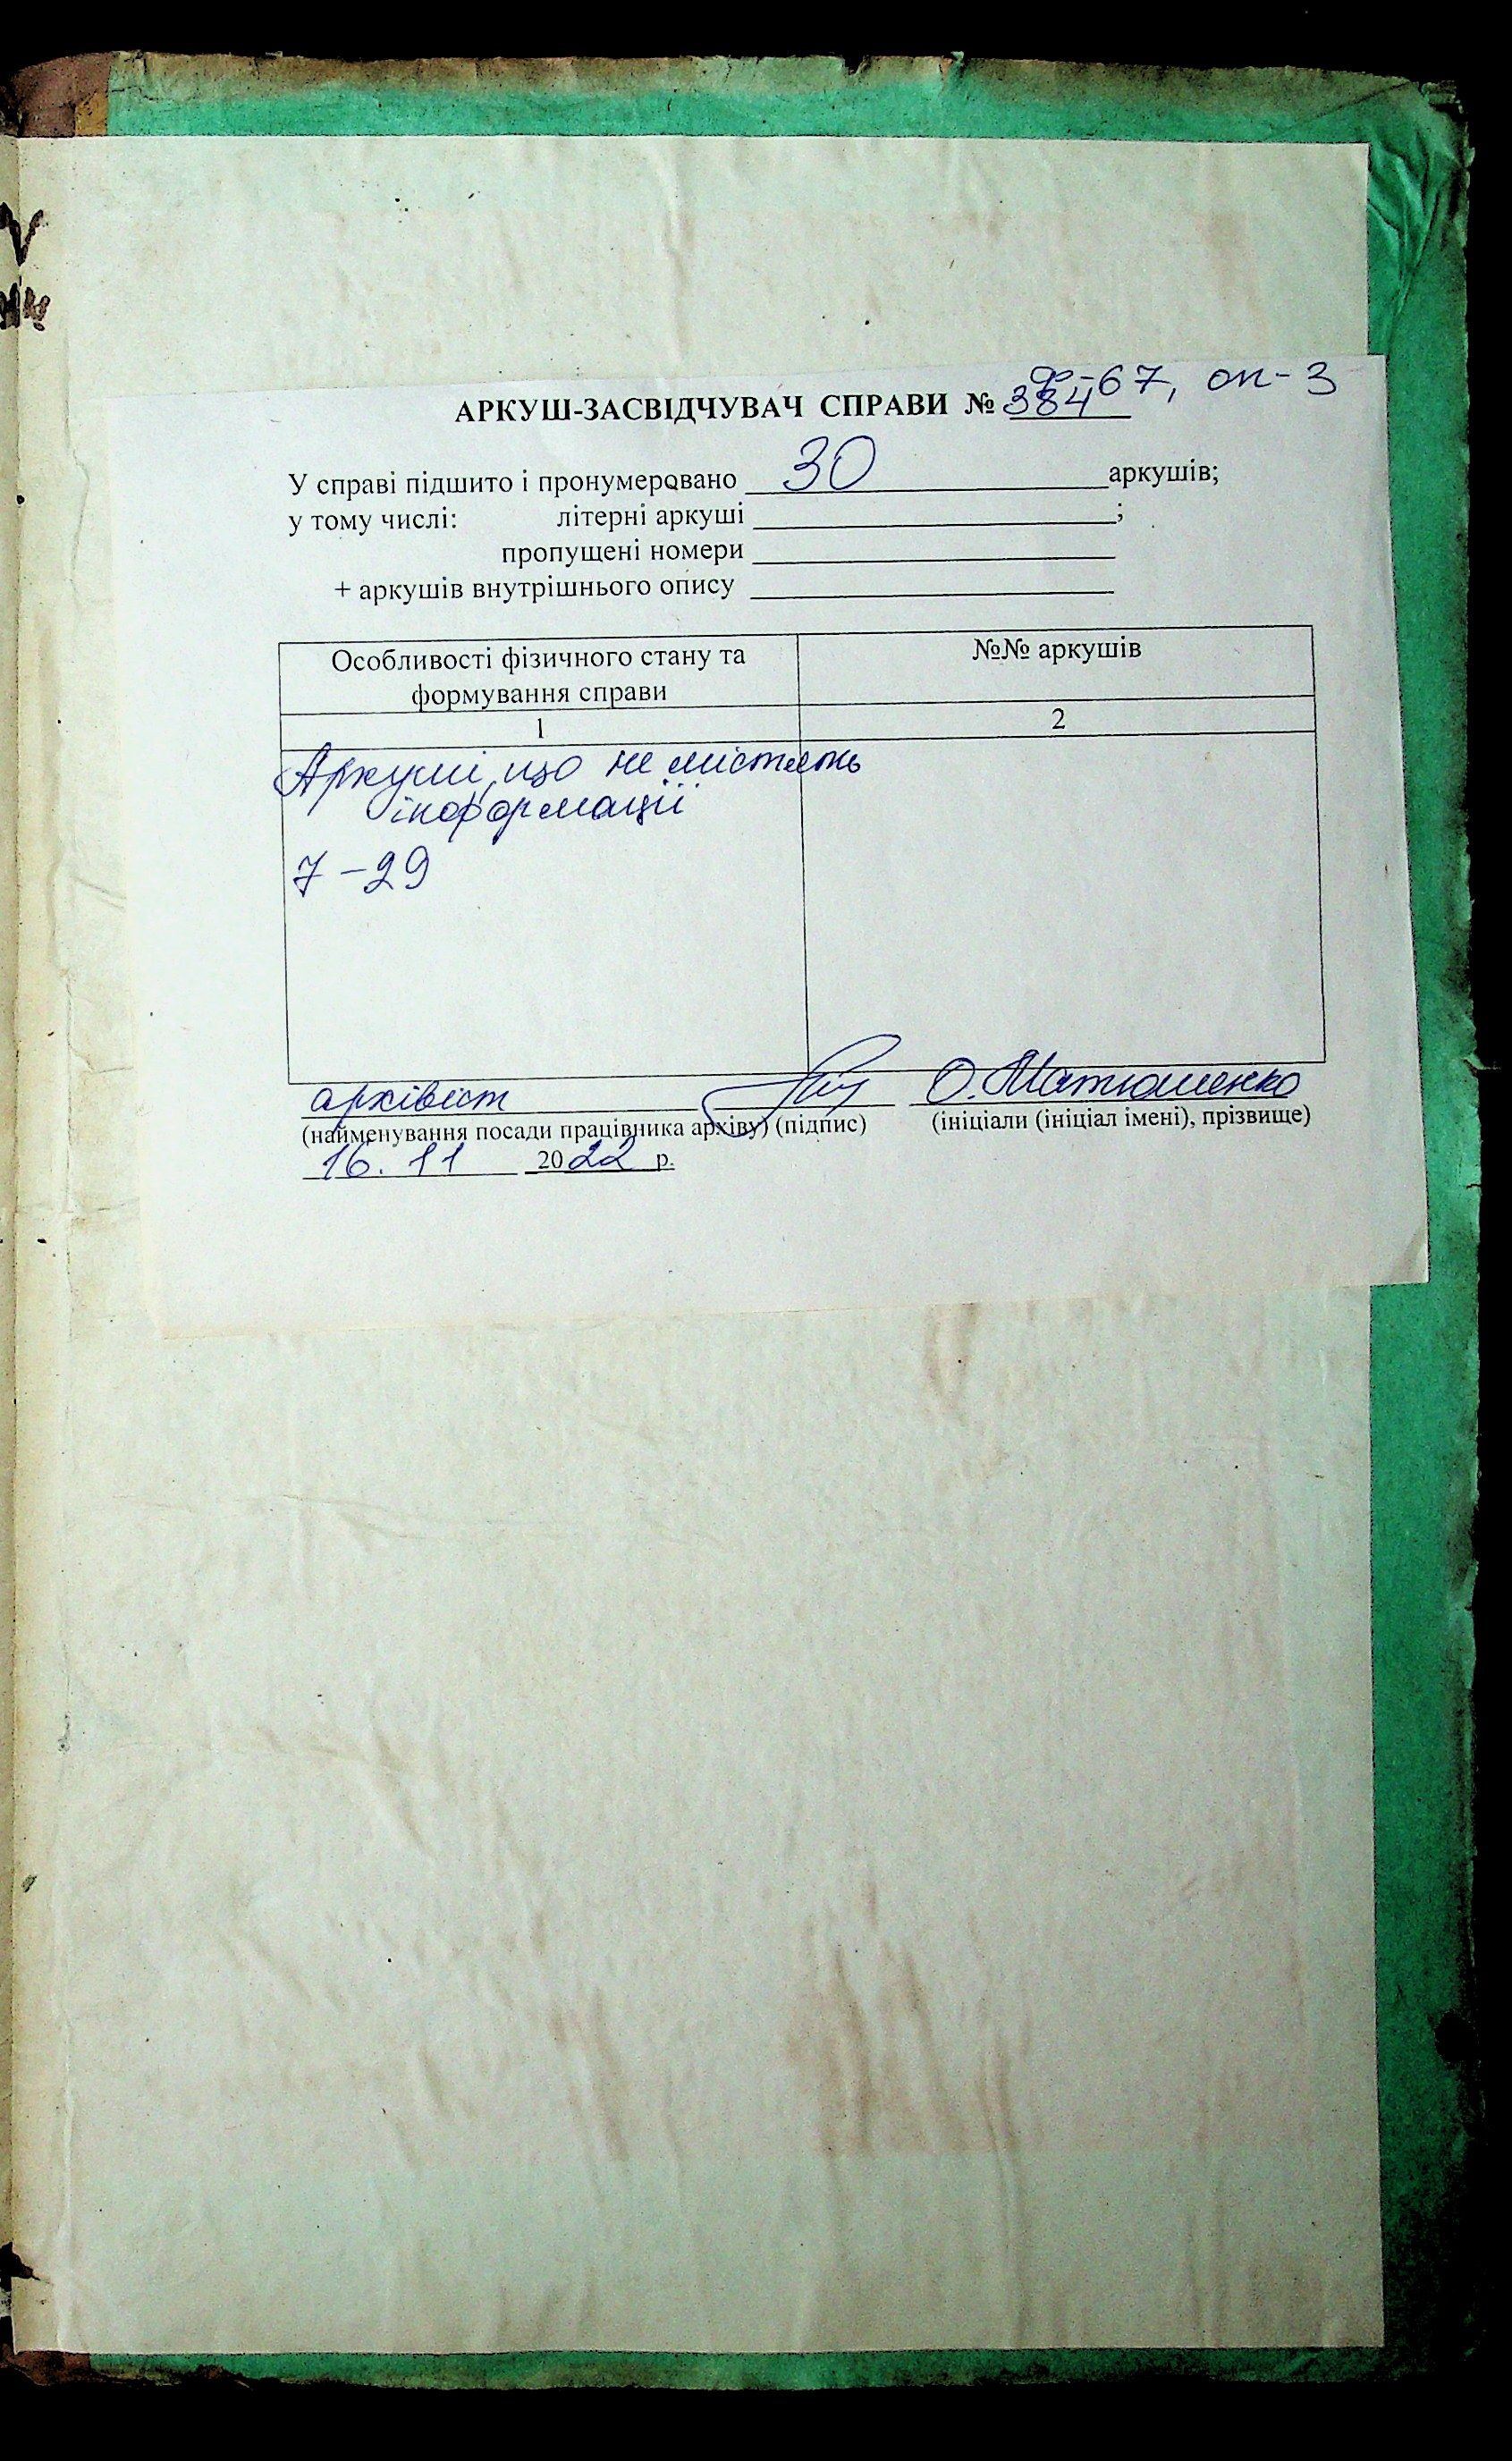 ф-67, оп-3
АРКУШ-ЗАСВІДЧУВАЧ СПРАВИ № 384
У справі підшито і пронумеровано 30 аркушів;
у тому числі: літерні аркуші ;
пропущені номери
+ аркушів внутрішнього опису
Особливості фізичного стану та
формування справи
№№ аркушів
1
2
Аркуші, що не містять
інформації
7-29
архівіст О. Матюшенко
(найменування посади працівника архіву) (підпис) (ініціали (ініціал імені), прізвище)
16. 11 2022 р.